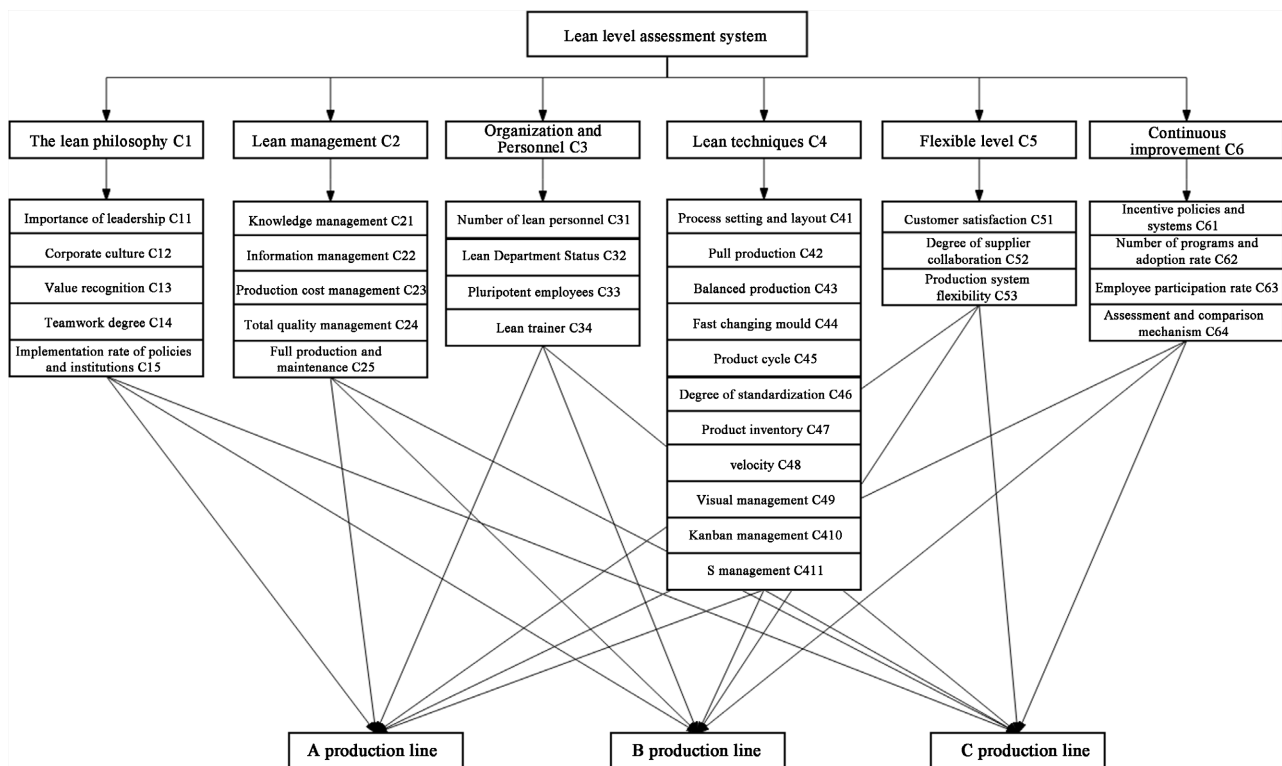 Lean level assessment system
The lean philosophy C1
Lean management C2
Organization and
Personnel C3
Lean techniques C4
Flexible level C5
Continuous
improvement C6
Importance of leadership C11
Corporate culture C12
Value recognition C13
Teamwork degree C14
Implementation rate of policies
and institutions C15
Knowledge management C21
Information management C22
Production cost management C23
Total quality management C24
Full production and
maintenance C25
Number of lean personnel C31
Lean Department Status C32
Pluripotent employees C33
Lean trainer C34
Process setting and layout C41
Pull production C42
Balanced production C43
Fast changing mould C44
Product cycle C45
Degree of standardization C46
Product inventory C47
velocity C48
Visual management C49
Kanban management C410
S management C411
Customer satisfaction C51
Degree of supplier
collaboration C52
Production system
flexibility C53
Incentive policies and
systems C61
Number of programs and
adoption rate C62
Employee participation rate C63
Assessment and comparison
mechanism C64
A production line
B production line
C production line